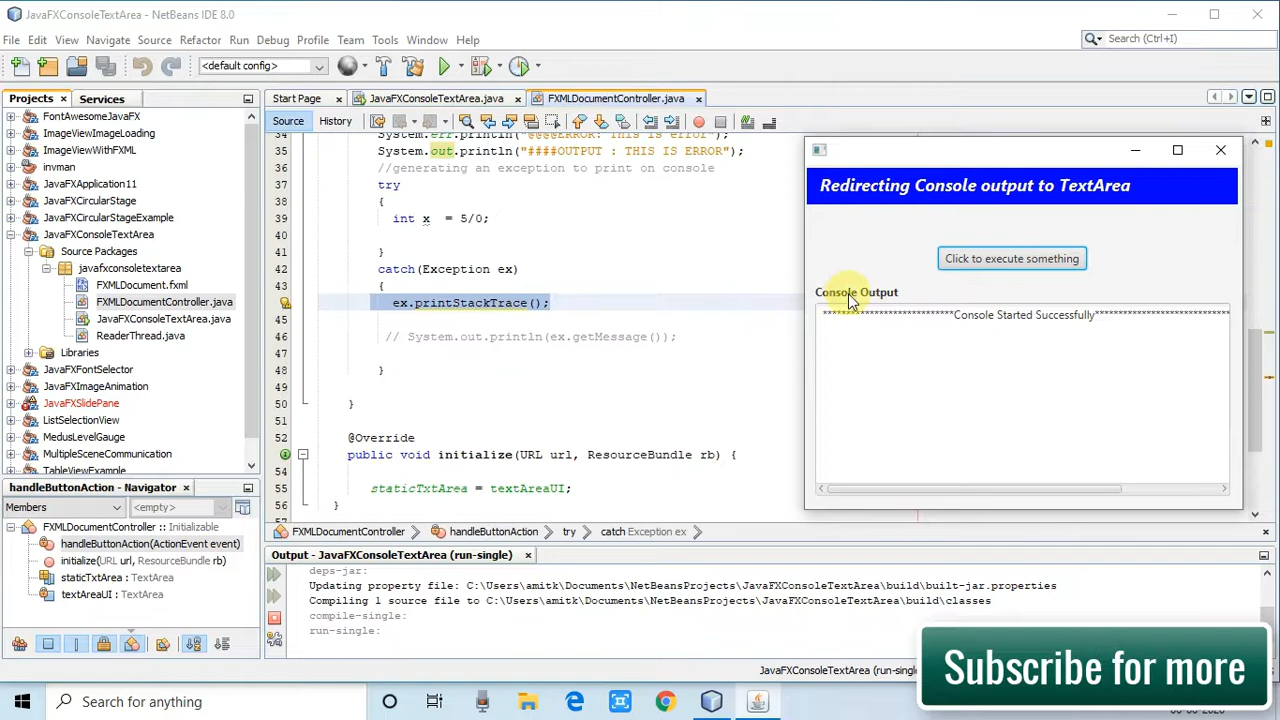 JavaFXConsoleTextArea - NetBeans IDE 8.0
File Edit View Navigate Source Refactor Run Debug Profile Team Tools Window Help
Search (Ctrl+I)
<default config>
Projects
Services
Start Page
JavaFXConsoleTextArea.java
FXMLDocumentController.java
FontAwesomeJavaFX
ImageViewImageLoading
ImageViewWithFXML
invman
JavaFXApplication11
JavaFXCircularStage
JavaFXCircularStageExample
JavaFXConsoleTextArea
Source Packages
javafxconsoletextarea
FXMLDocument.fxml
FXMLDocumentController.java
JavaFXConsoleTextArea.java
ReaderThread.java
Libraries
JavaFXFontSelector
JavaFXImageAnimation
JavaFXSlidePane
ListSelectionView
MedusLevelGauge
MultipleSceneCommunication
TableViewExample
Source
History
34 System.err.println("@@@@ERROR: THis is error");
35 System.out.println("####OUTPUT : THIS IS ERROR");
36 //generating an exception to print on console
37 try
38 {
39 int x = 5/0;
40
41 }
42 catch(Exception ex)
43 {
ex.printStackTrace();
45
46 // System.out.println(ex.getMessage());
47
48 }
49
50 }
51
52 @Override
public void initialize(URL url, ResourceBundle rb) {
54
55 staticTxtArea = textAreaUI;
56 }
57
Redirecting Console output to TextArea
Click to execute something
Console Output
****************************Console Started Successfully*****************************
handleButtonAction - Navigator
Members
<empty>
FXMLDocumentController :: Initializable
handleButtonAction(ActionEvent event)
initialize(URL url, ResourceBundle rb)
staticTxtArea : TextArea
textAreaUI : TextArea
FXMLDocumentController
handleButtonAction
try
catch Exception ex
Output - JavaFXConsoleTextArea (run-single)
deps-jar:
Updating property file: C:\Users\amitk\Documents\NetBeansProjects\JavaFXConsoleTextArea\build\built-jar.properties
Compiling 1 source file to C:\Users\amitk\Documents\NetBeansProjects\JavaFXConsoleTextArea\build\classes
compile-single:
run-single:
JavaFXConsoleTextArea (run-single
Subscribe for more
Search for anything